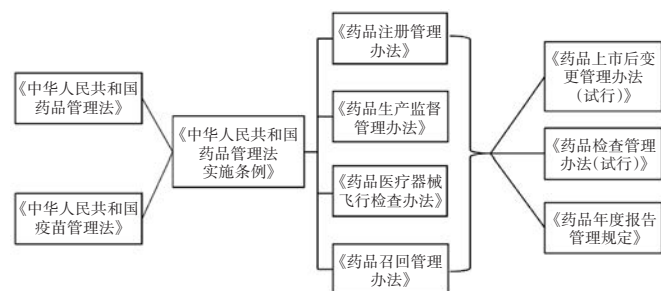 《中华人民共和国
药品管理法》
《中华人民共和国
疫苗管理法》
《中华人民共和国
药品管理法
实施条例》
《药品注册管理
办法》
《药品生产监督
管理办法》
《药品医疗器械
飞行检查办法》
《药品召回管理
办法》
《药品上市后变
更管理办法
(试行)》
《药品检查管理
办法(试行)》
《药品年度报告
管理规定》